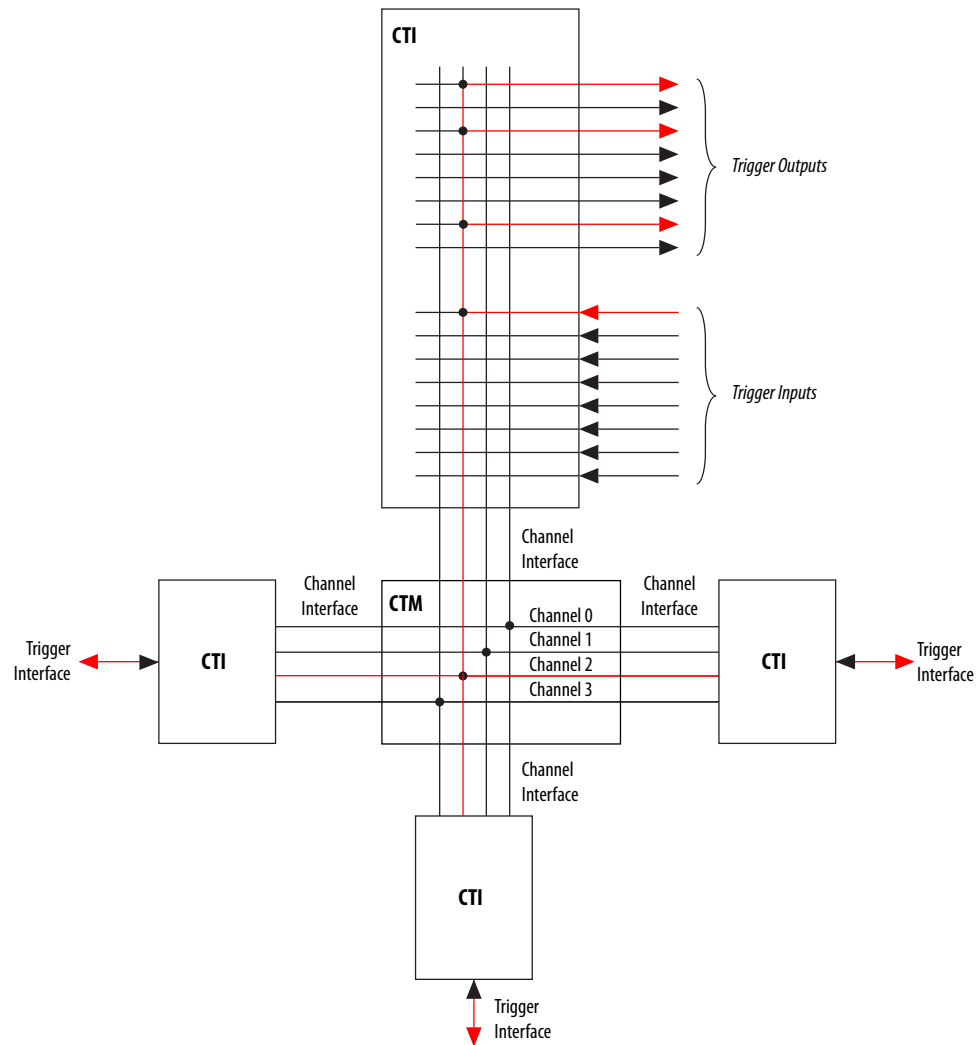 CTI
Trigger Outputs
Trigger Inputs
Channel
Interface
Channel
Interface
CTM
Channel 0
Channel
Interface
Channel 1
Channel 2
Channel 3
Trigger
Interface
CTI
CTI
Trigger
Interface
Channel
Interface
CTI
Trigger
Interface